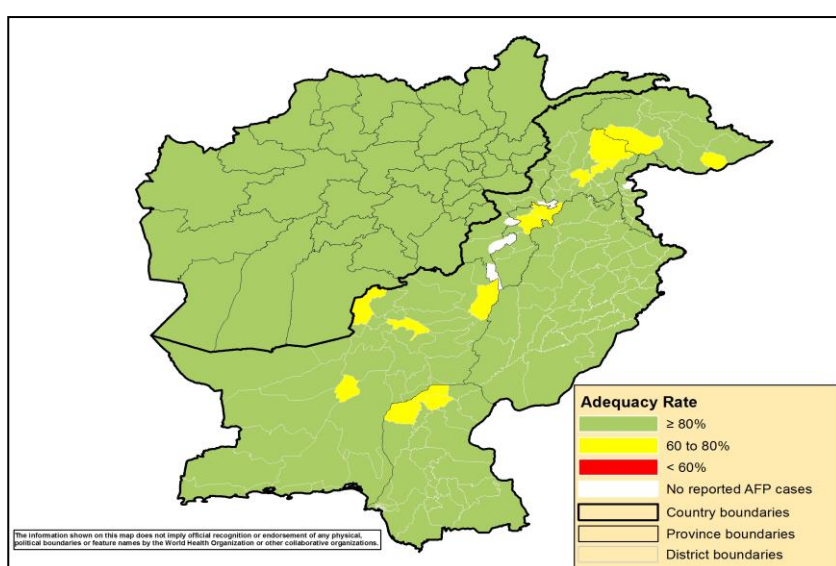 Adequacy Rate
≥ 80%
60 to 80%
< 60%
No reported AFP cases
Country boundaries
Province boundaries
District boundaries
The information shown on this map does not imply official recognition or endorsement of any physical,
political boundaries or feature names by the World Health Organization or other collaborative organizations.